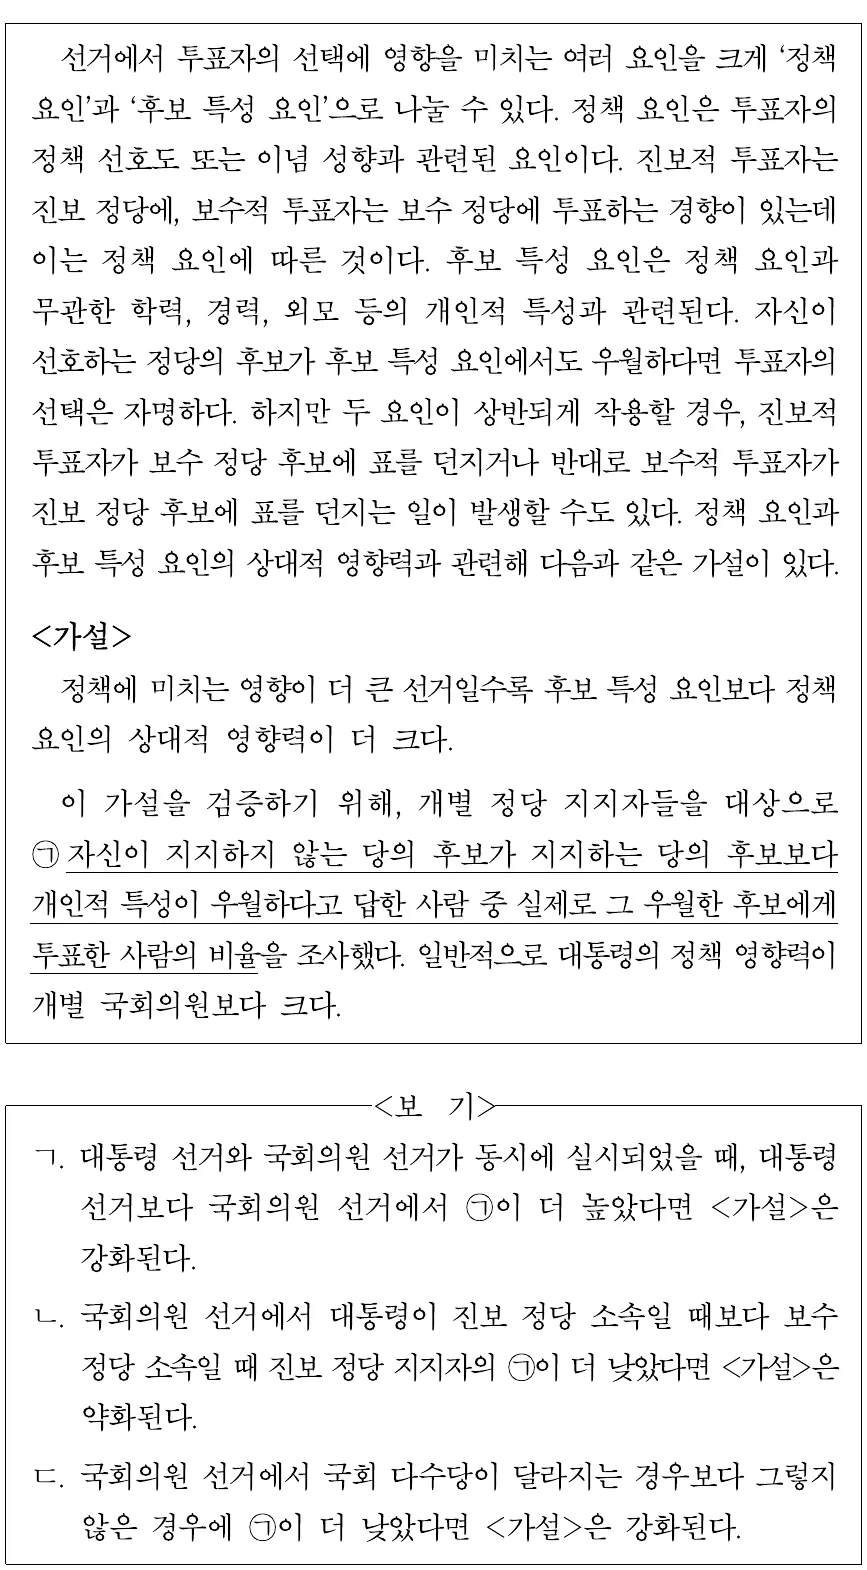 선거에서 투표자의 선택에 영향을 미치는 여러 요인을 크게 ‘정책
요인’과 ‘후보 특성 요인’으로 나눌 수 있다. 정책 요인은 투표자의
정책 선호도 또는 이념 성향과 관련된 요인이다. 진보적 투표자는
진보 정당에, 보수적 투표자는 보수 정당에 투표하는 경향이 있는데
이는 정책 요인에 따른 것이다. 후보 특성 요인은 정책 요인과
무관한 학력, 경력, 외모 등의 개인적 특성과 관련된다. 자신이
선호하는 정당의 후보가 후보 특성 요인에서도 우월하다면 투표자의
선택은 자명하다. 하지만 두 요인이 상반되게 작용할 경우, 진보적
투표자가 보수 정당 후보에 표를 던지거나 반대로 보수적 투표자가
진보 정당 후보에 표를 던지는 일이 발생할 수도 있다. 정책 요인과
후보 특성 요인의 상대적 영향력과 관련해 다음과 같은 가설이 있다.
<가설>
정책에 미치는 영향이 더 큰 선거일수록 후보 특성 요인보다 정책
요인의 상대적 영향력이 더 크다.
이 가설을 검증하기 위해, 개별 정당 지지자들을 대상으로
㉠ 자신이 지지하지 않는 당의 후보가 지지하는 당의 후보보다
개인적 특성이 우월하다고 답한 사람 중 실제로 그 우월한 후보에게
투표한 사람의 비율을 조사했다. 일반적으로 대통령의 정책 영향력이
개별 국회의원보다 크다.
<보 기>
ㄱ. 대통령 선거와 국회의원 선거가 동시에 실시되었을 때, 대통령
선거보다 국회의원 선거에서 ㉠이 더 높았다면 <가설>은
강화된다.
ㄴ. 국회의원 선거에서 대통령이 진보 정당 소속일 때보다 보수
정당 소속일 때 진보 정당 지지자의 ㉠이 더 낮았다면 <가설>은
약화된다.
ㄷ. 국회의원 선거에서 국회 다수당이 달라지는 경우보다 그렇지
않은 경우에 ㉠이 더 낮았다면 <가설>은 강화된다.